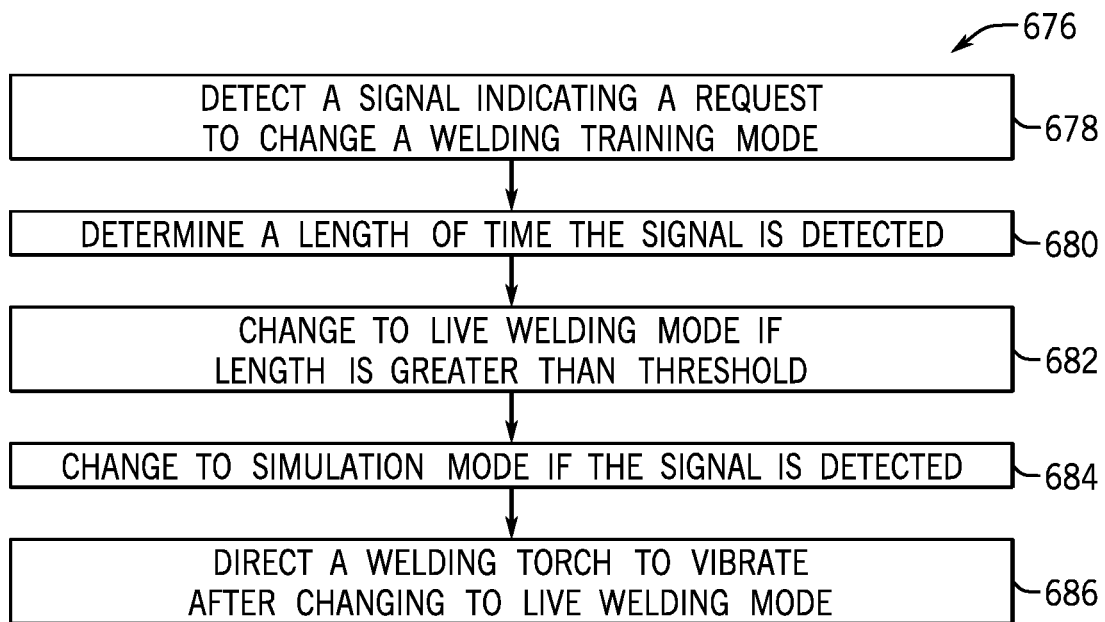 676
DETECT A SIGNAL INDICATING A REQUEST
TO CHANGE A WELDING TRAINING MODE
678
DETERMINE A LENGTH OF TIME THE SIGNAL IS DETECTED
680
CHANGE TO LIVE WELDING MODE IF
LENGTH IS GREATER THAN THRESHOLD
682
CHANGE TO SIMULATION MODE IF THE SIGNAL IS DETECTED
684
DIRECT A WELDING TORCH TO VIBRATE
AFTER CHANGING TO LIVE WELDING MODE
686